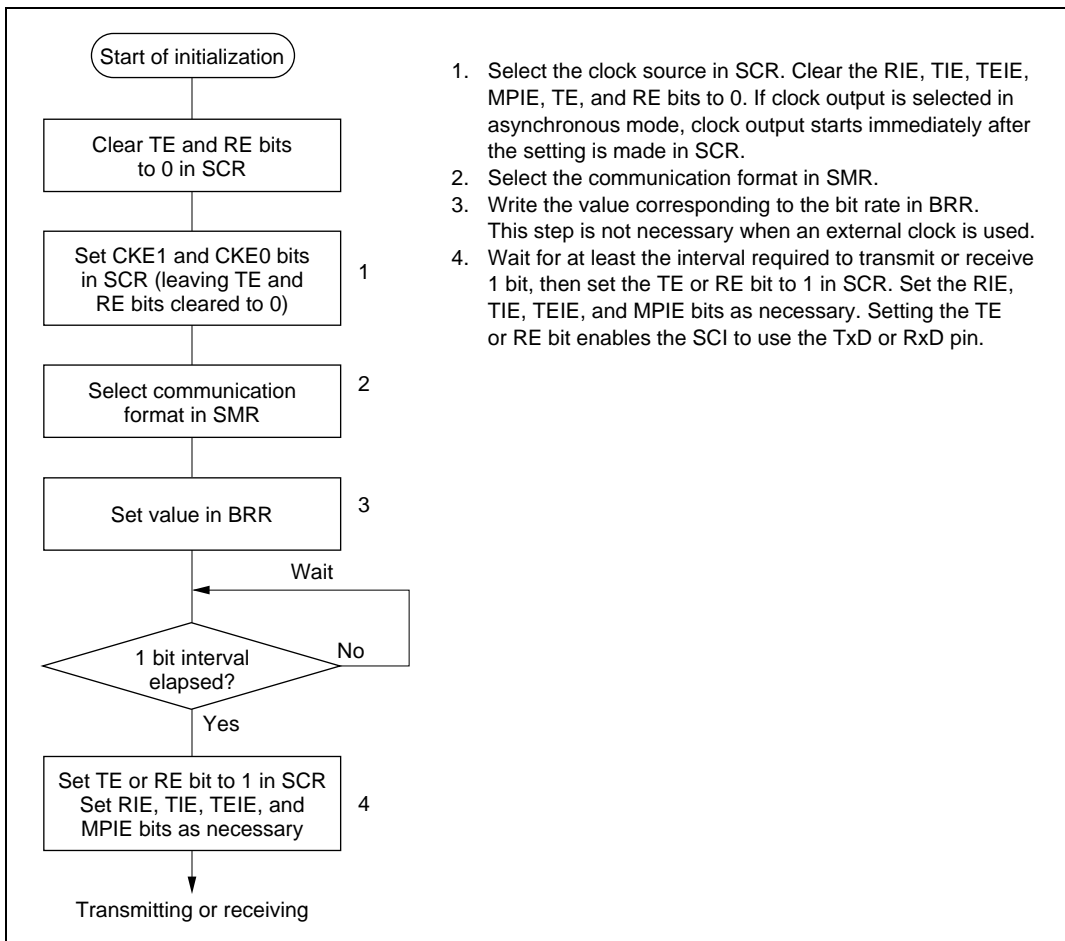 Start of initialization
Clear TE and RE bits
to 0 in SCR
Set CKE1 and CKE0 bits
in SCR (leaving TE and
RE bits cleared to 0)
1
Select communication
format in SMR
2
Set value in BRR
3
Wait
1 bit interval
elapsed?
No
Yes
Set TE or RE bit to 1 in SCR
Set RIE, TIE, TEIE, and
MPIE bits as necessary
4
Transmitting or receiving
1. Select the clock source in SCR. Clear the RIE, TIE, TEIE,
MPIE, TE, and RE bits to 0. If clock output is selected in
asynchronous mode, clock output starts immediately after
the setting is made in SCR.
2. Select the communication format in SMR.
3. Write the value corresponding to the bit rate in BRR.
This step is not necessary when an external clock is used.
4. Wait for at least the interval required to transmit or receive
1 bit, then set the TE or RE bit to 1 in SCR. Set the RIE,
TIE, TEIE, and MPIE bits as necessary. Setting the TE
or RE bit enables the SCI to use the TxD or RxD pin.